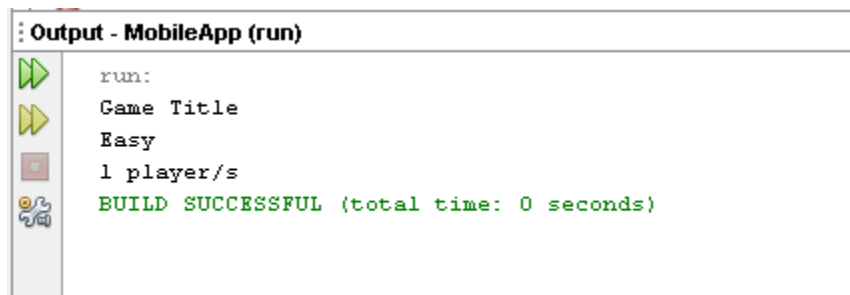 Output - MobileApp (run)
run:
Game Title
Easy
1 player/s
BUILD SUCCESSFUL (total time: 0 seconds)